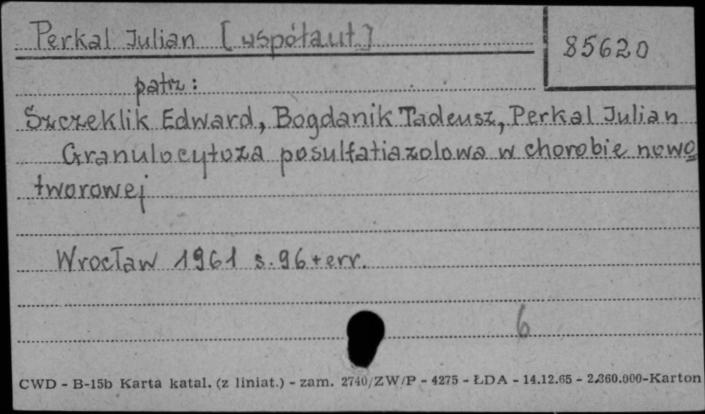 Perkal Julian [współaut.]
85620
patrz:
Szczeklik Edward, Bogdanik Tadeusz, Perkal Julian
Granulocytoza posulfatiazolowa w chorobie nowo
tworowej
Wrocław 1961 s. 96 + err.
6
CWD - B-15b Karta katal. (z liniat.) - zam. 2740/ZW/P - 4275 - ŁDA - 14.12.65 - 2.360.000-Karton